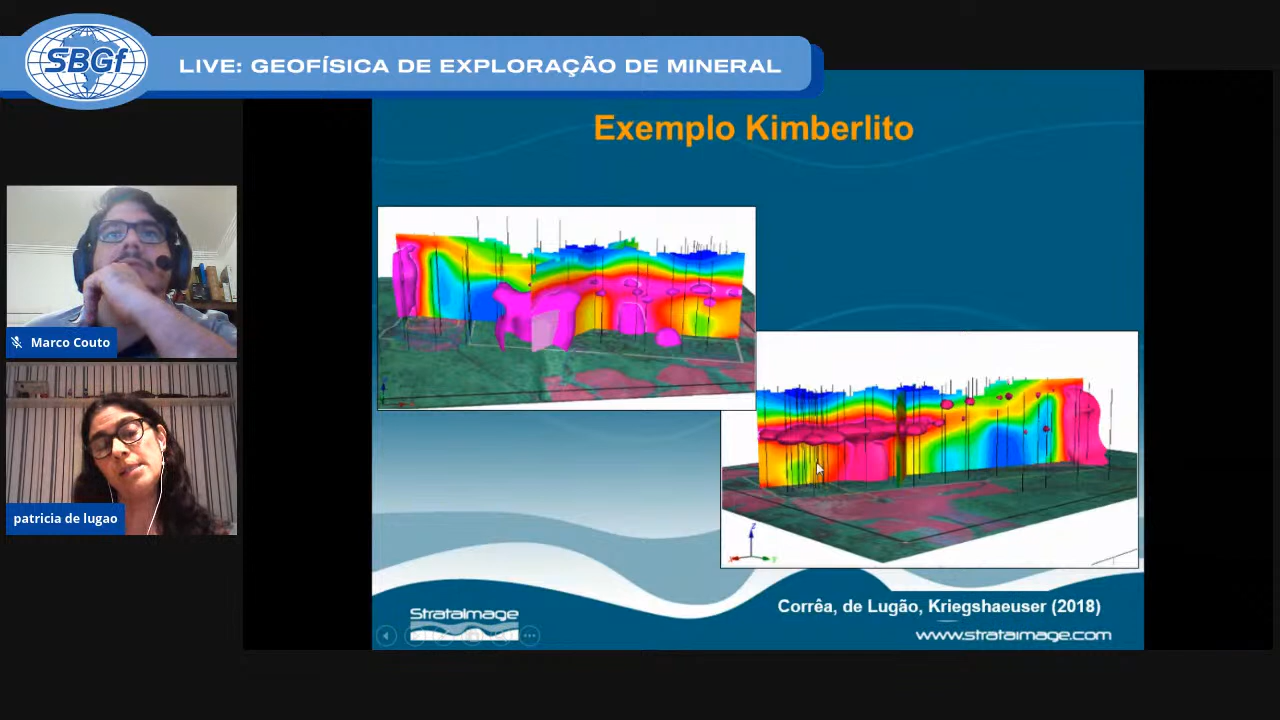 SBGf
LIVE: GEOFÍSICA DE EXPLORAÇÃO DE MINERAL
Exemplo Kimberlito
Marco Couto
patricia de lugao
Z
X
Y
Corrêa, de Lugão, Kriegshaeuser (2018)
StrataImage
www.strataimage.com